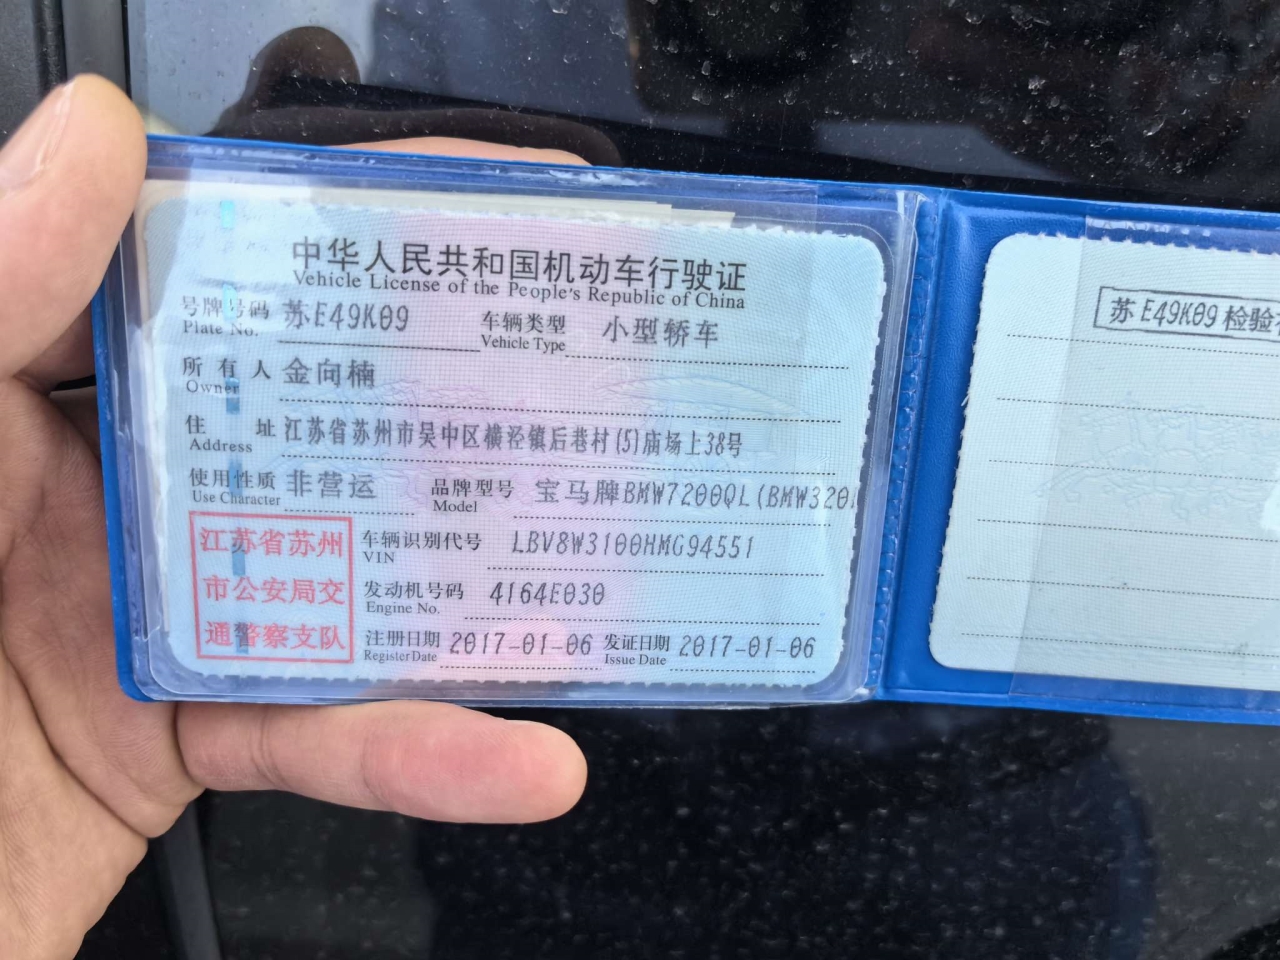 中华人民共和国机动车行驶证
Vehicle License of the People's Republic of China
号牌号码 苏E49K09 车辆类型 小型轿车
Plate No. Vehicle Type
所有人 金向楠
Owner
住址 江苏省苏州市吴中区横泾镇后巷村(5)庙场上38号
Address
使用性质 非营运 品牌型号 宝马牌BMW7200QL(BMW320
Use Character Model
江苏省苏州
市公安局交
通警察支队
车辆识别代号 LBV8W3100HMG94551
VIN
发动机号码 4164E030
Engine No.
注册日期 2017-01-06 发证日期 2017-01-06
Register Date Issue Date
苏E49K09检验